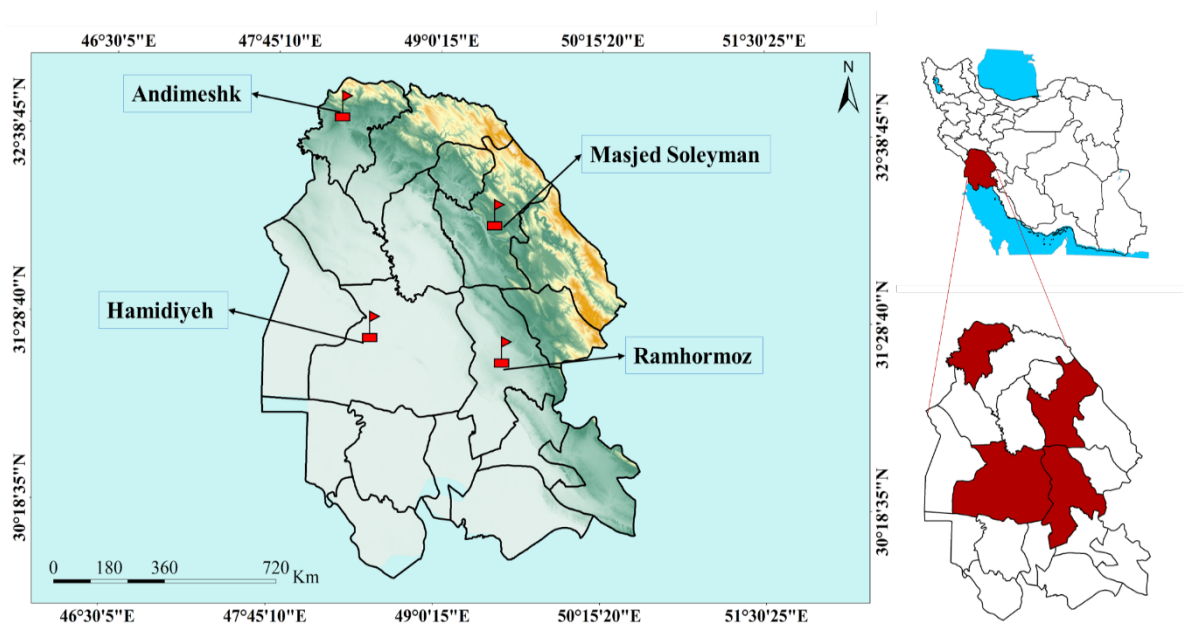 46°30'5"E 47°45'10"E 49°0'15"E 50°15'20"E 51°30'25"E
N
Andimeshk
Masjed Soleyman
Hamidiyeh
Ramhormoz
32°38'45"N
31°28'40"N
30°18'35"N
32°38'45"N
31°28'40"N
30°18'35"N
0 180 360 720 Km
46°30'5"E 47°45'10"E 49°0'15"E 50°15'20"E 51°30'25"E